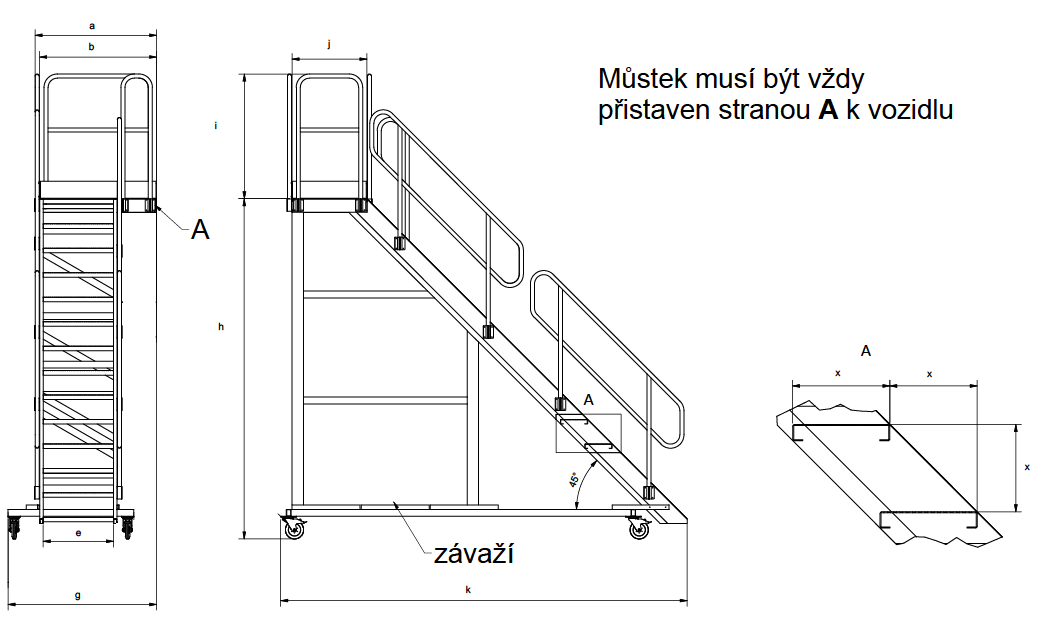 a
b
j
Můstek musí být vždy
přistaven stranou A k vozidlu
i
A
h
A
x
x
A
45°
x
závaží
e
k
g